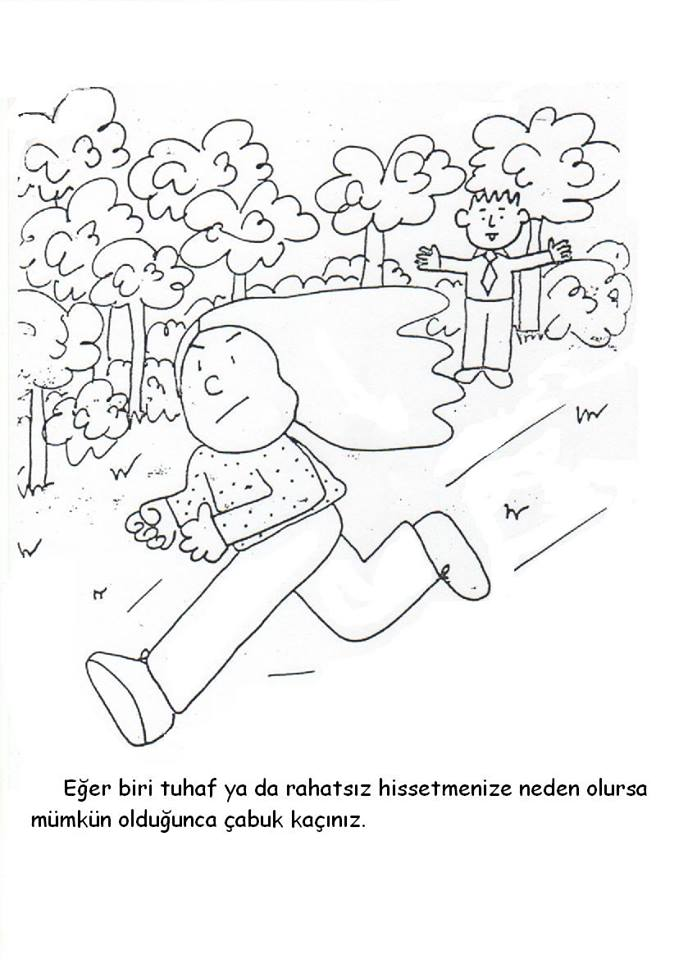 Eğer biri tuhaf ya da rahatsız hissetmenize neden olursa
mümkün olduğunca çabuk kaçınız.